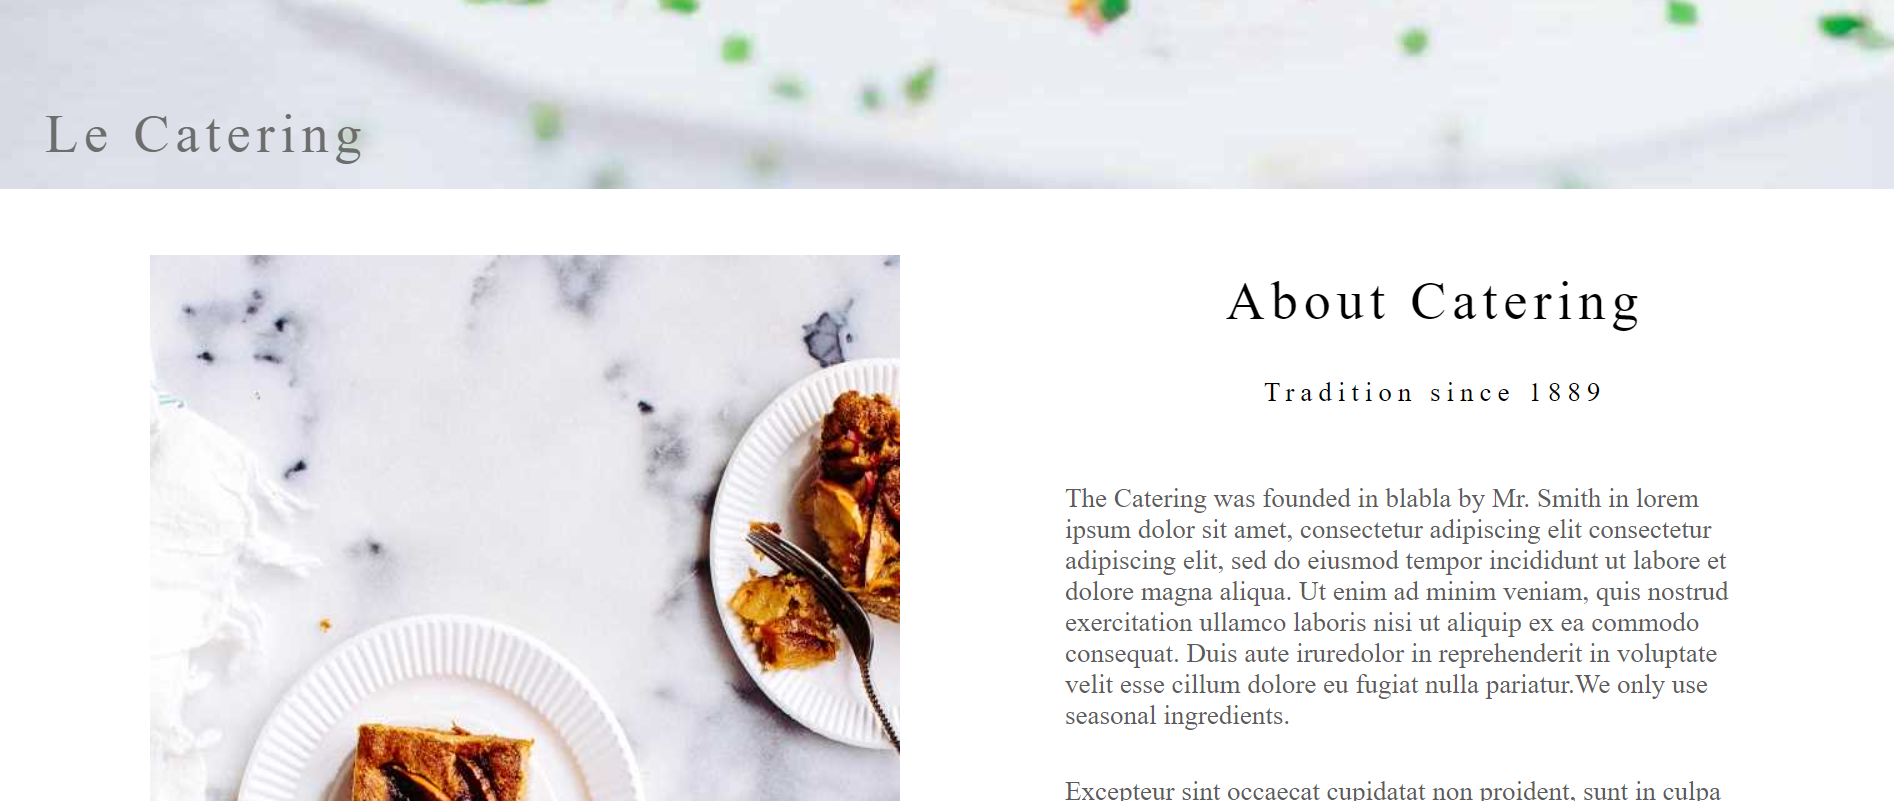 Le Catering
About Catering
Tradition since 1889
The Catering was founded in blabla by Mr. Smith in lorem
ipsum dolor sit amet, consectetur adipiscing elit consectetur
adipiscing elit, sed do eiusmod tempor incididunt ut labore et
dolore magna aliqua. Ut enim ad minim veniam, quis nostrud
exercitation ullamco laboris nisi ut aliquip ex ea commodo
consequat. Duis aute iruredolor in reprehenderit in voluptate
velit esse cillum dolore eu fugiat nulla pariatur.We only use
seasonal ingredients.
Excepteur sint occaecat cupidatat non proident, sunt in culpa